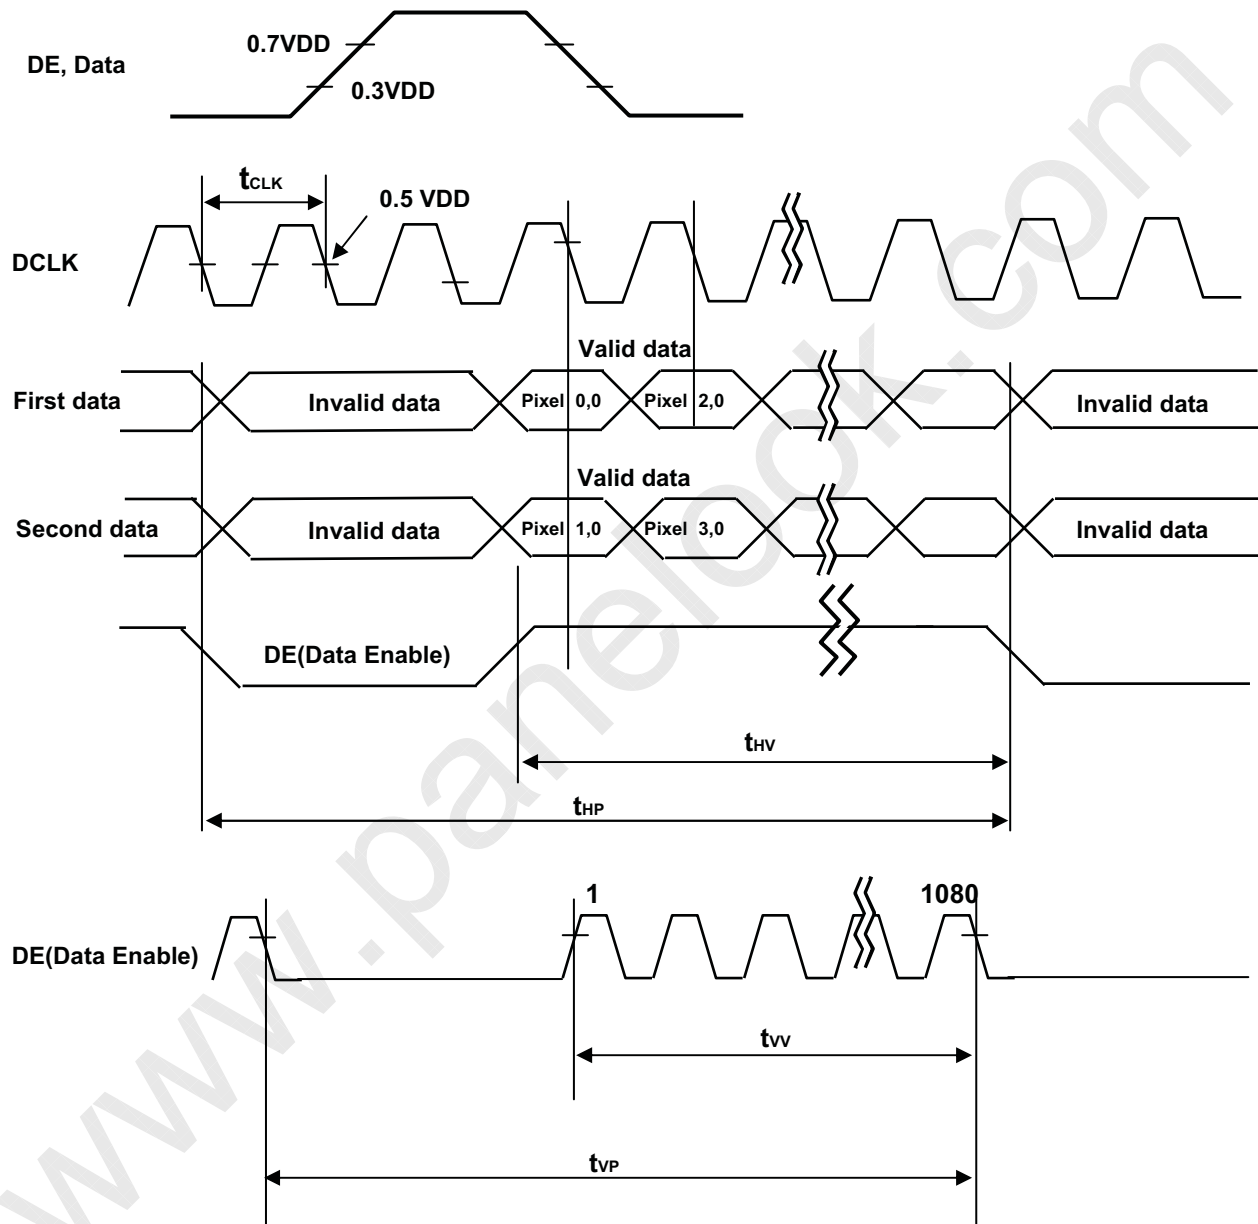 0.7VDD
DE, Data
0.3VDD
tCLK
0.5 VDD
DCLK
Valid data
First data
Invalid data
Pixel 0,0
Pixel 2,0
Invalid data
Valid data
Second data
Invalid data
Pixel 1,0
Pixel 3,0
Invalid data
DE(Data Enable)
tHV
tHP
1
1080
DE(Data Enable)
tVV
tVP
www.panelook.com